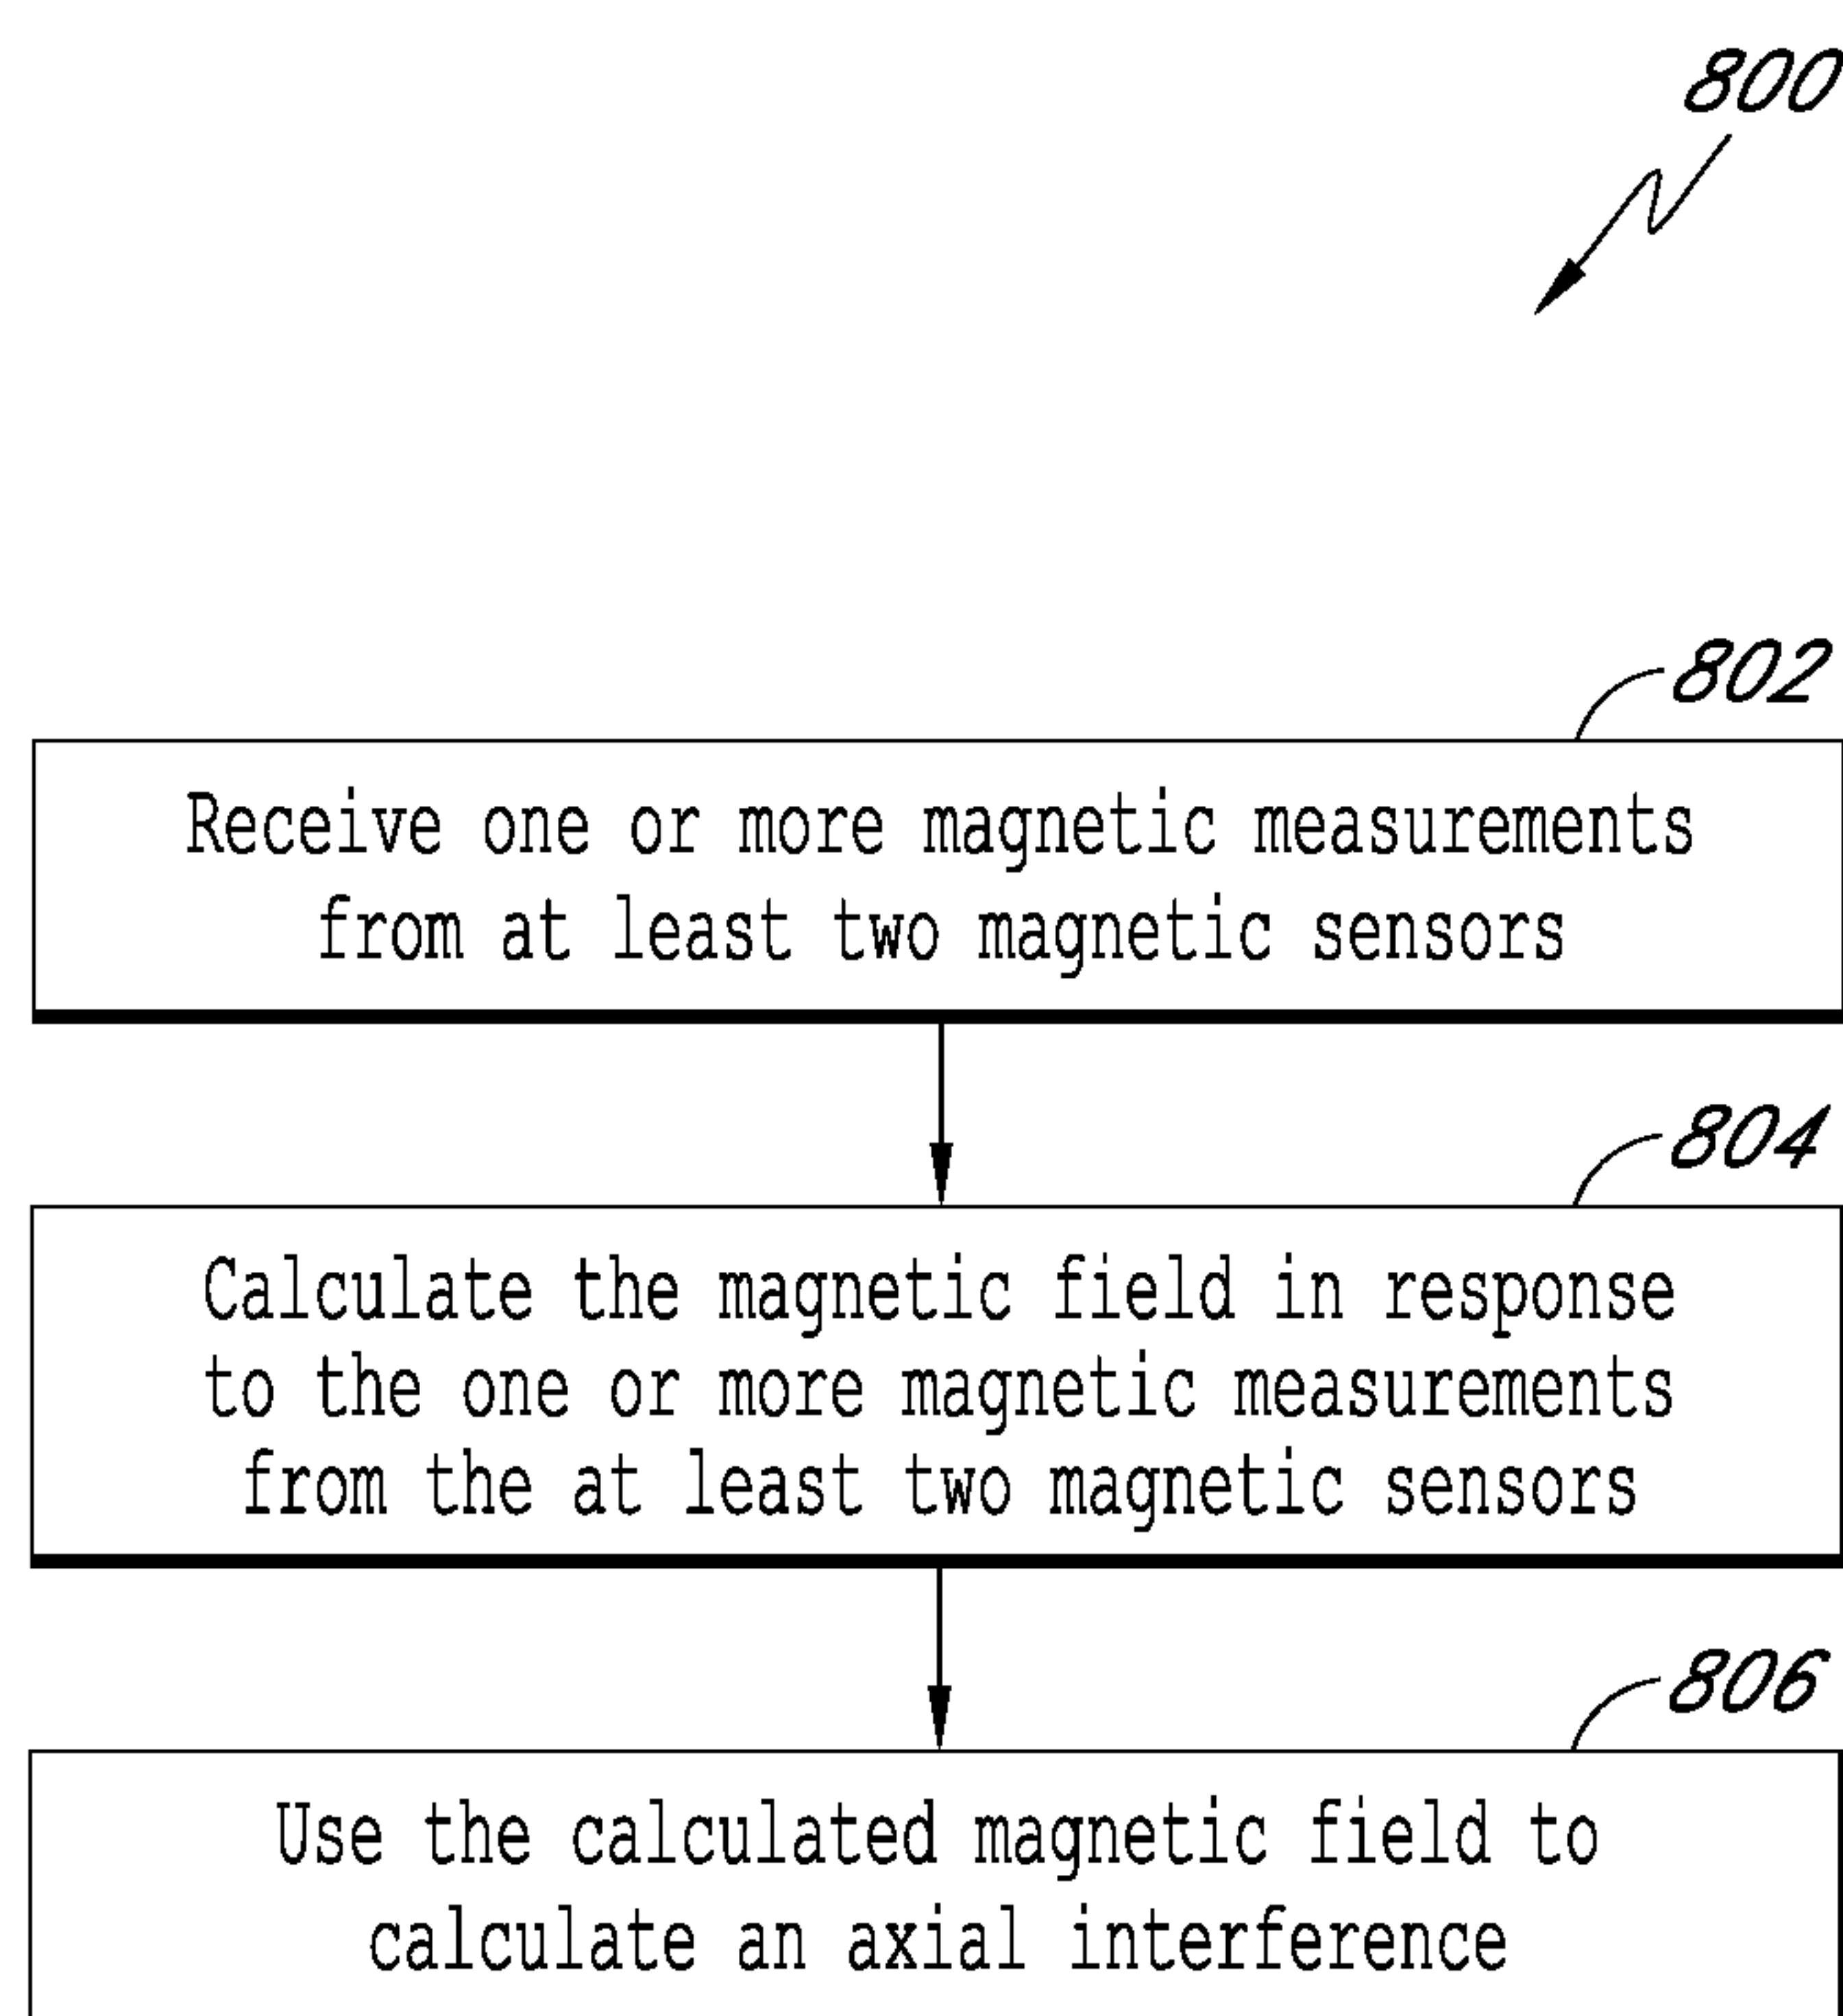 800
802
Receive one or more magnetic measurements
from at least two magnetic sensors
804
Calculate the magnetic field in response
to the one or more magnetic measurements
from the at least two magnetic sensors
806
Use the calculated magnetic field to
calculate an axial interference